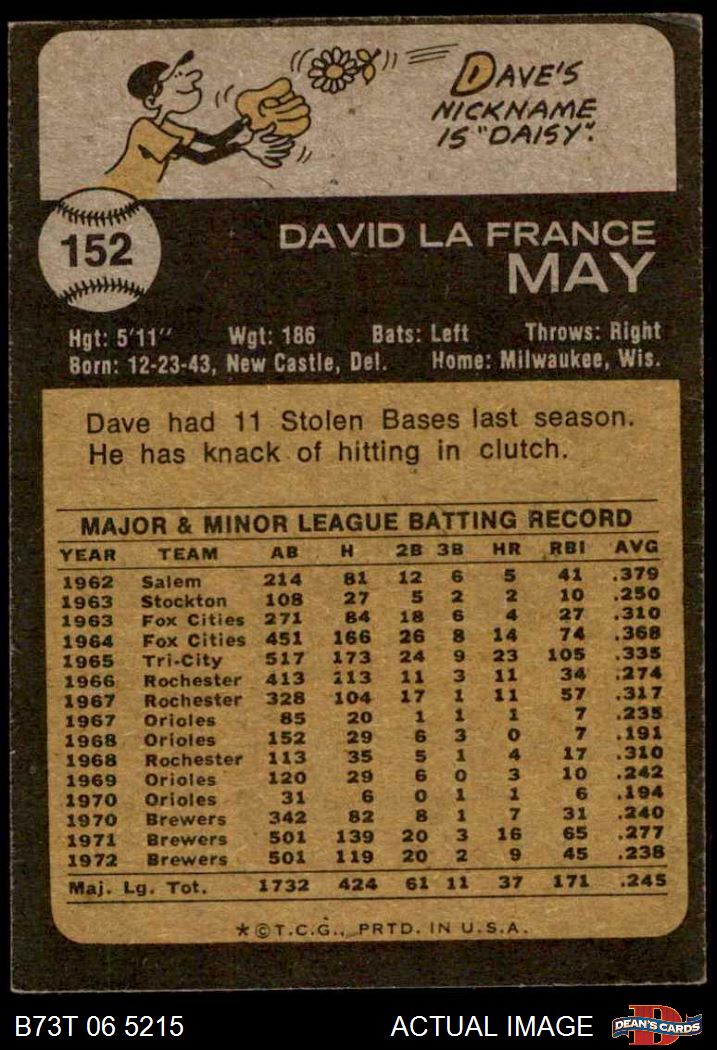 DAVE'S
NICKNAME
IS "DAISY".
152
DAVID LA FRANCE
MAY
Hgt: 5'11" Wgt: 186 Bats: Left Throws: Right
Born: 12-23-43, New Castle, Del. Home: Milwaukee, Wis.
Dave had 11 Stolen Bases last season.
He has knack of hitting in clutch.
MAJOR & MINOR LEAGUE BATTING RECORD
YEAR TEAM AB H 2B 3B HR RBI AVG
1962 Salem 214 81 12 6 5 41 .379
1963 Stockton 108 27 5 2 2 10 .250
1963 Fox Cities 271 84 18 6 4 27 .310
1964 Fox Cities 451 166 26 8 14 74 .368
1965 Tri-City 517 173 24 9 23 105 .335
1966 Rochester 413 113 11 3 11 34 .274
1967 Rochester 328 104 17 1 11 57 .317
1967 Orioles 85 20 1 1 1 7 .235
1968 Orioles 152 29 6 3 0 7 .191
1968 Rochester 113 35 5 1 4 17 .310
1969 Orioles 120 29 6 0 3 10 .242
1970 Orioles 31 6 0 1 1 6 .194
1970 Brewers 342 82 8 1 7 31 .240
1971 Brewers 501 139 20 3 16 65 .277
1972 Brewers 501 119 20 2 9 45 .238
Maj. Lg. Tot. 1732 424 61 11 37 171 .245
*©T.C.G., PRTD. IN U.S.A.
B73T 06 5215 ACTUAL IMAGE DEAN'S CARDS